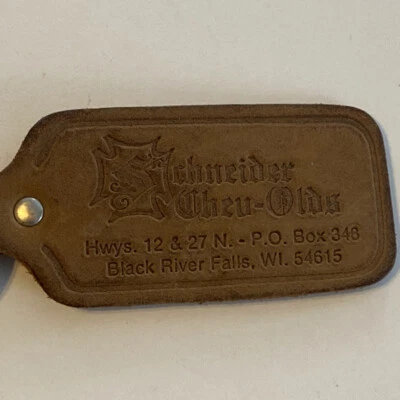 Schneider
Chev-Olds
Hwys. 12 & 27 N. - P.O. Box 348
Black River Falls, WI. 54615